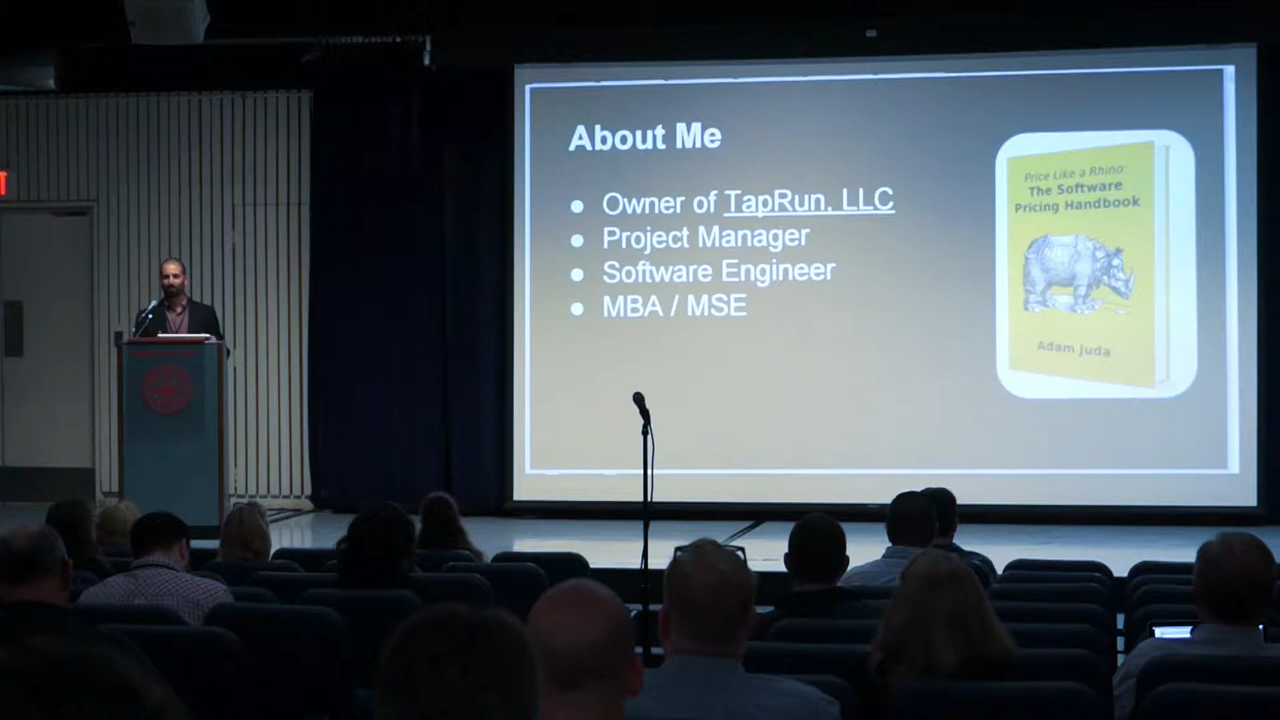 About Me
● Owner of TapRun, LLC
● Project Manager
● Software Engineer
● MBA / MSE
Price Like a Rhino:
The Software
Pricing Handbook
Adam Juda